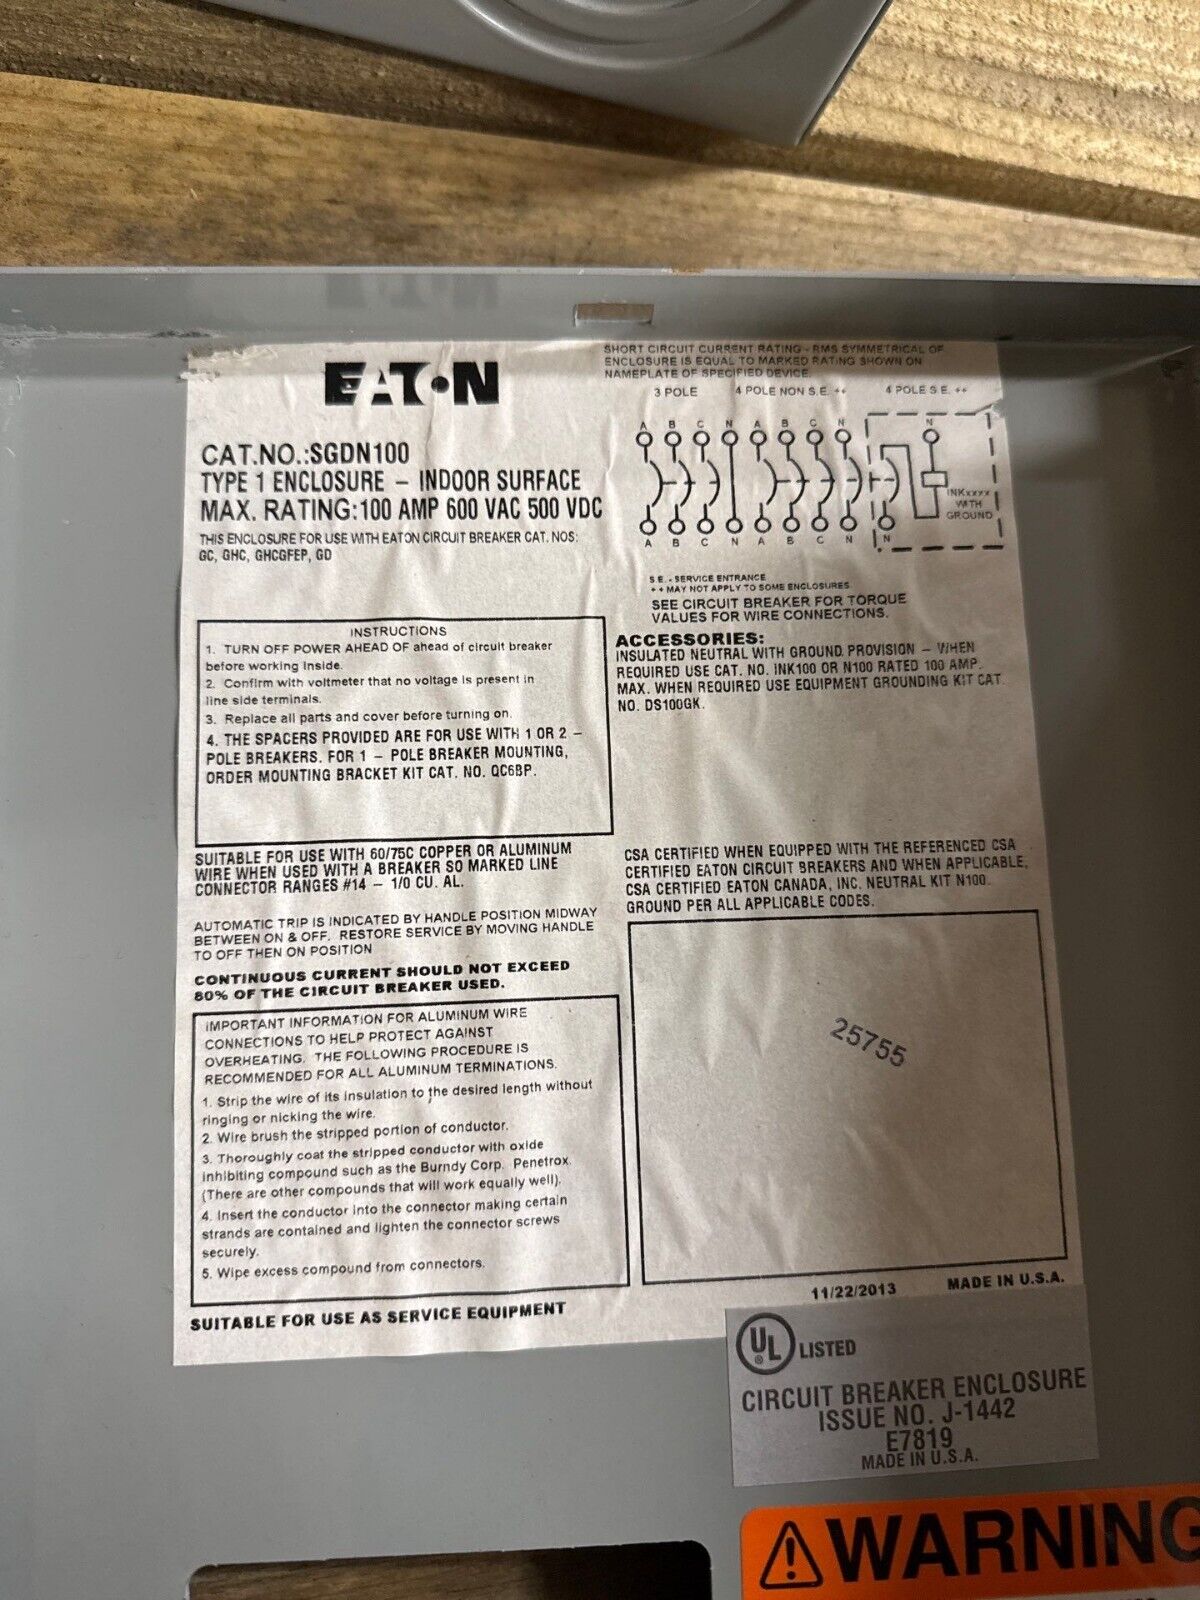 EATON
CAT.NO.:SGDN100
TYPE 1 ENCLOSURE – INDOOR SURFACE
MAX. RATING:100 AMP 600 VAC 500 VDC
THIS ENCLOSURE FOR USE WITH EATON CIRCUIT BREAKER CAT. NOS:
GC, GHC, GHCGFEP, GD
SHORT CIRCUIT CURRENT RATING - RMS SYMMETRICAL OF
ENCLOSURE IS EQUAL TO MARKED RATING SHOWN ON
NAMEPLATE OF SPECIFIED DEVICE.
3 POLE 4 POLE NON S.E. ++ 4 POLE S.E. ++
A B C N A B C N N
INKxxxx
WITH
GROUND
A B C N A B C N N
S.E. - SERVICE ENTRANCE
++ MAY NOT APPLY TO SOME ENCLOSURES
SEE CIRCUIT BREAKER FOR TORQUE
VALUES FOR WIRE CONNECTIONS.
INSTRUCTIONS
1. TURN OFF POWER AHEAD OF ahead of circuit breaker
before working Inside.
2. Confirm with voltmeter that no voltage is present in
line side terminals.
3. Replace all parts and cover before turning on.
4. THE SPACERS PROVIDED ARE FOR USE WITH 1 OR 2 –
POLE BREAKERS. FOR 1 – POLE BREAKER MOUNTING,
ORDER MOUNTING BRACKET KIT CAT. NO. QC6BP.
ACCESSORIES:
INSULATED NEUTRAL WITH GROUND PROVISION – WHEN
REQUIRED USE CAT. NO. INK100 OR N100 RATED 100 AMP.
MAX. WHEN REQUIRED USE EQUIPMENT GROUNDING KIT CAT.
NO. DS100GK.
SUITABLE FOR USE WITH 60/75C COPPER OR ALUMINUM
WIRE WHEN USED WITH A BREAKER SO MARKED LINE
CONNECTOR RANGES #14 – 1/0 CU. AL.
AUTOMATIC TRIP IS INDICATED BY HANDLE POSITION MIDWAY
BETWEEN ON & OFF. RESTORE SERVICE BY MOVING HANDLE
TO OFF THEN ON POSITION
CONTINUOUS CURRENT SHOULD NOT EXCEED
80% OF THE CIRCUIT BREAKER USED.
CSA CERTIFIED WHEN EQUIPPED WITH THE REFERENCED CSA
CERTIFIED EATON CIRCUIT BREAKERS AND WHEN APPLICABLE,
CSA CERTIFIED EATON CANADA, INC. NEUTRAL KIT N100.
GROUND PER ALL APPLICABLE CODES.
IMPORTANT INFORMATION FOR ALUMINUM WIRE
CONNECTIONS TO HELP PROTECT AGAINST
OVERHEATING. THE FOLLOWING PROCEDURE IS
RECOMMENDED FOR ALL ALUMINUM TERMINATIONS.
1. Strip the wire of its insulation to the desired length without
ringing or nicking the wire.
2. Wire brush the stripped portion of conductor.
3. Thoroughly coat the stripped conductor with oxide
inhibiting compound such as the Burndy Corp. Penetrox.
(There are other compounds that will work equally well).
4. Insert the conductor into the connector making certain
strands are contained and lighten the connector screws
securely.
5. Wipe excess compound from connectors.
25755
SUITABLE FOR USE AS SERVICE EQUIPMENT
11/22/2013 MADE IN U.S.A.
UL LISTED
®
CIRCUIT BREAKER ENCLOSURE
ISSUE NO. J-1442
E7819
MADE IN U.S.A.
WARNING